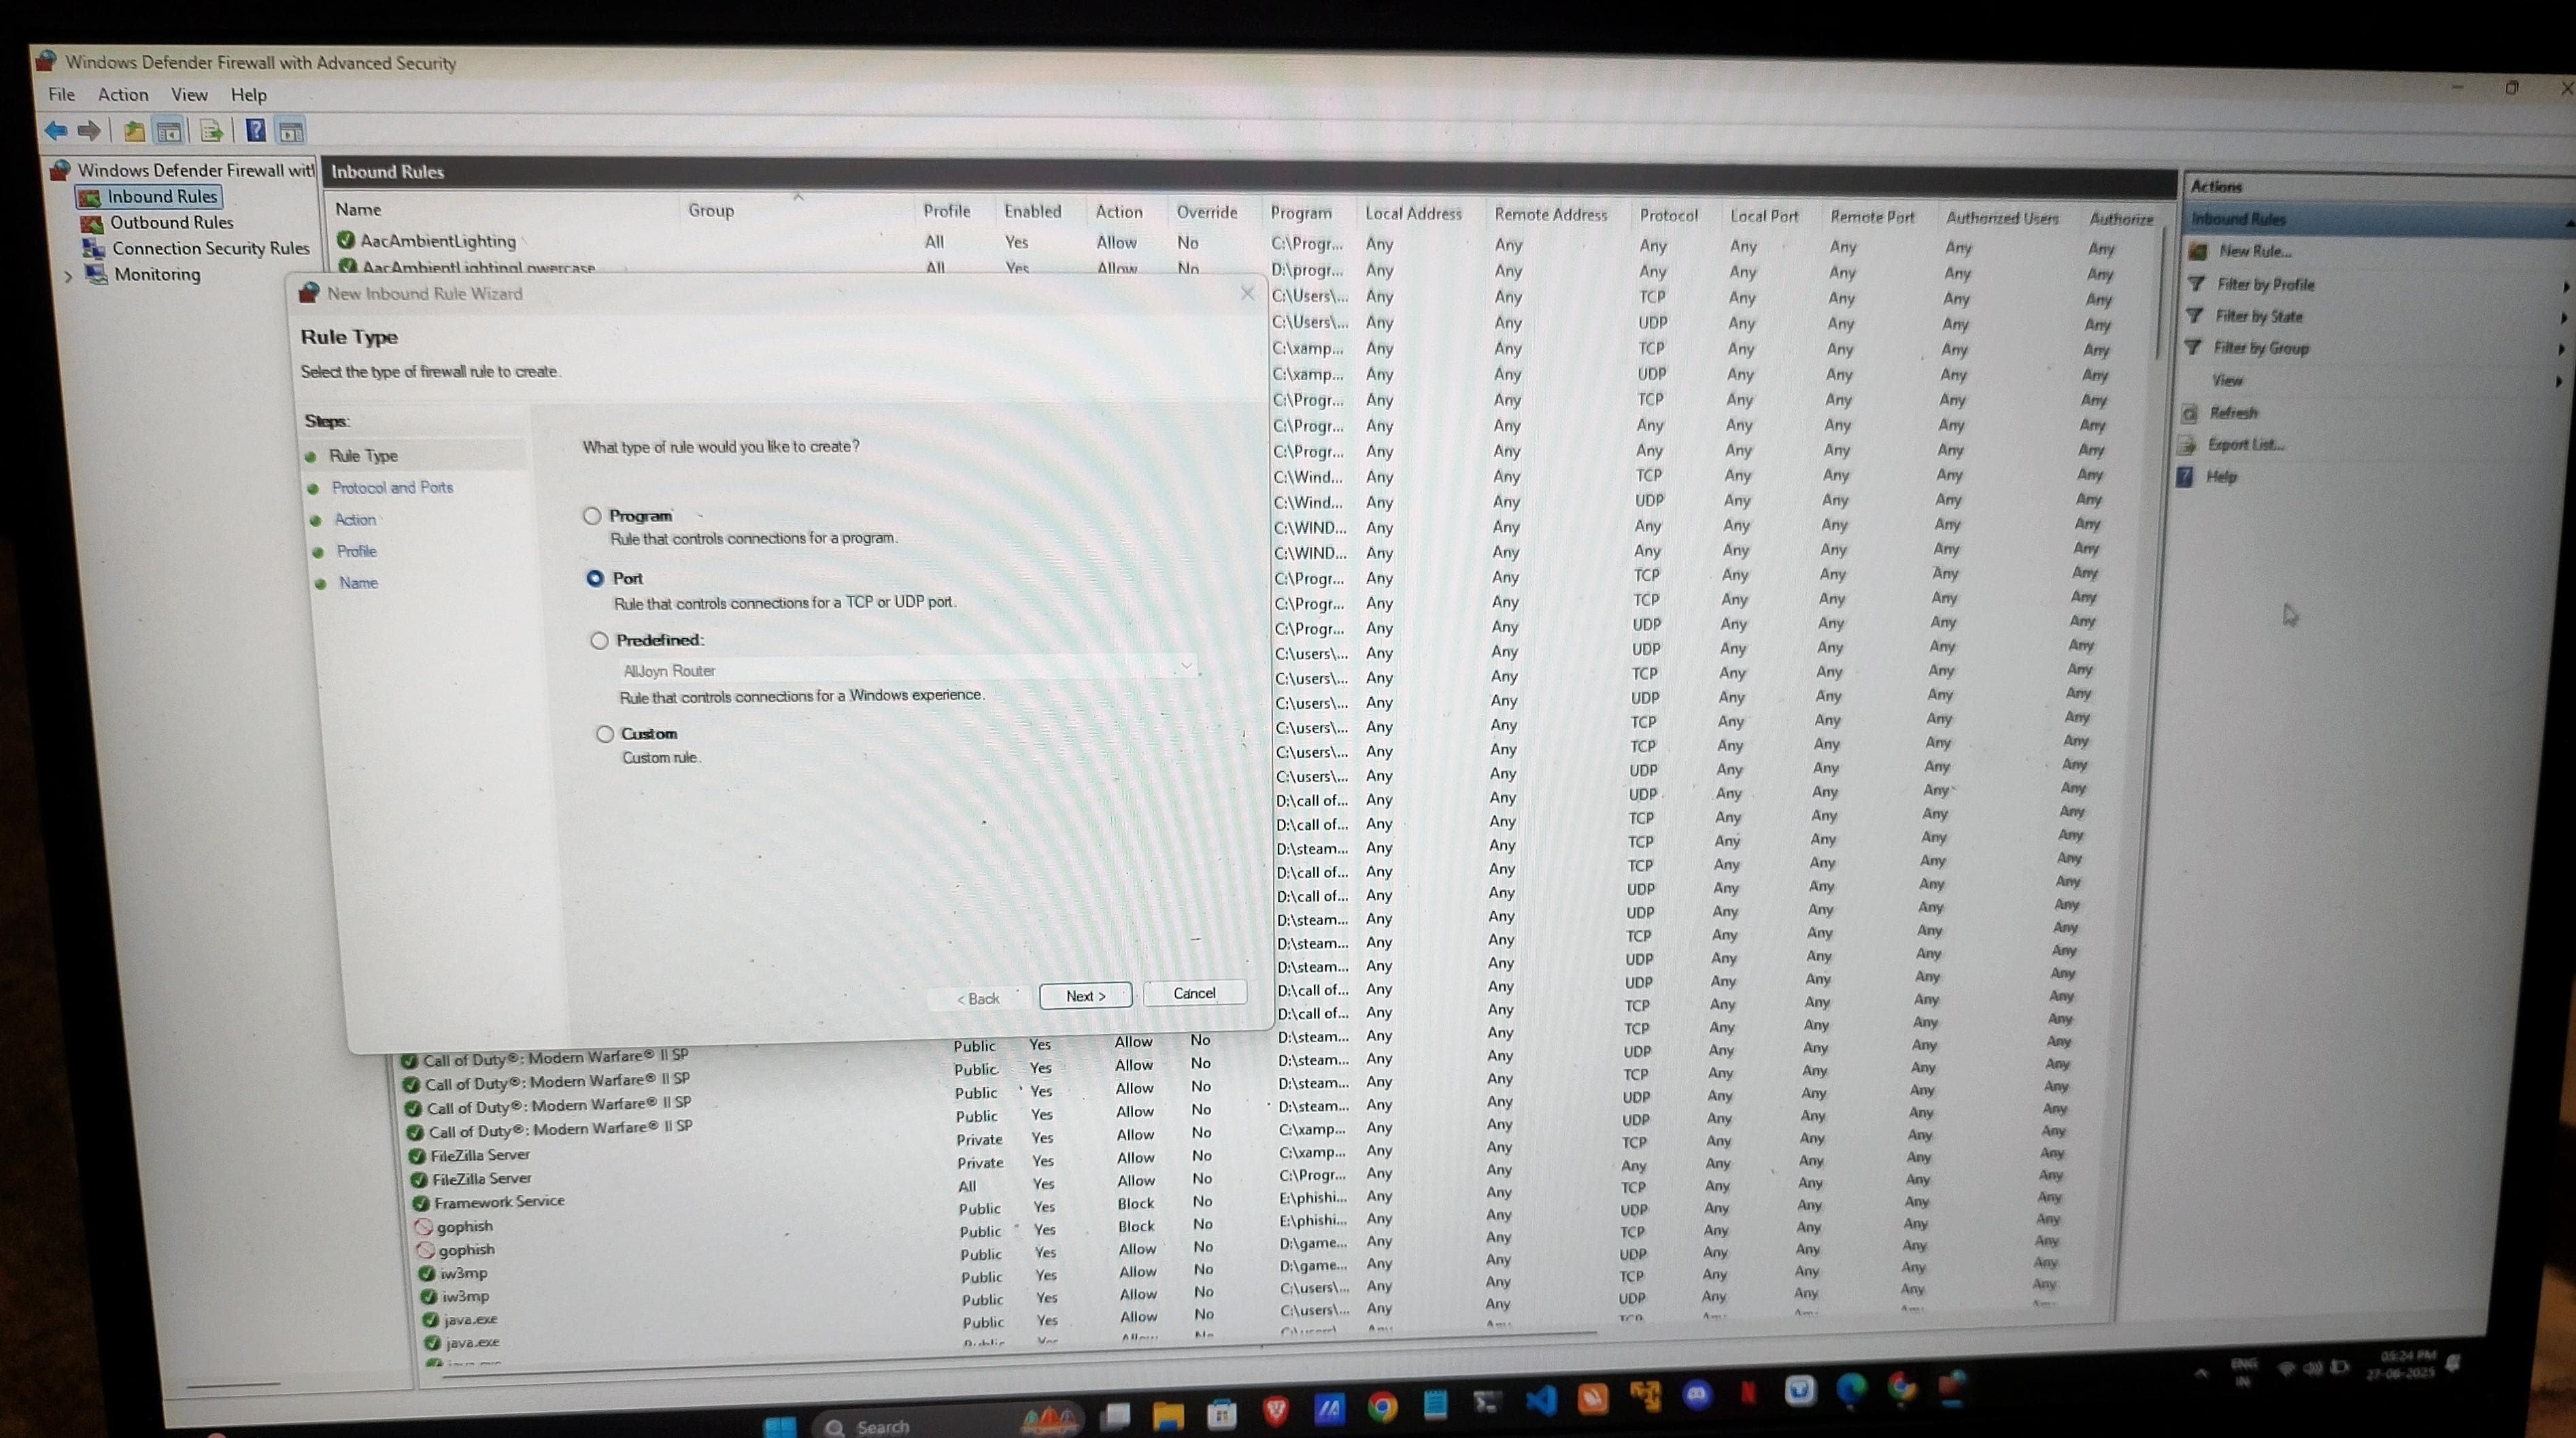 Windows Defender Firewall with Advanced Security
File Action View Help
Windows Defender Firewall with
Inbound Rules
Outbound Rules
Connection Security Rules
Monitoring
Inbound Rules
Name Group Profile Enabled Action Override Program Local Address Remote Address Protocol Local Port Remote Port Authorized Users Authorize
AacAmbientLighting All Yes Allow No C:\Progr... Any Any Any Any Any Any Any
AacAmbientLightingLowercase All Yes Allow No D:\progr... Any Any Any Any Any Any Any
New Inbound Rule Wizard
Rule Type
Select the type of firewall rule to create.
Steps:
Rule Type
Protocol and Ports
Action
Profile
Name
What type of rule would you like to create?
Program
Rule that controls connections for a program.
Port
Rule that controls connections for a TCP or UDP port.
Predefined:
AllJoyn Router
Rule that controls connections for a Windows experience.
Custom
Custom rule.
< Back Next > Cancel
C:\Users\... Any Any TCP Any Any Any Any
C:\Users\... Any Any UDP Any Any Any Any
C:\xamp... Any Any TCP Any Any Any Any
C:\xamp... Any Any UDP Any Any Any Any
C:\Progr... Any Any TCP Any Any Any Any
C:\Progr... Any Any Any Any Any Any Any
C:\Progr... Any Any Any Any Any Any Any
C:\Wind... Any Any TCP Any Any Any Any
C:\Wind... Any Any UDP Any Any Any Any
C:\WIND... Any Any Any Any Any Any Any
C:\WIND... Any Any Any Any Any Any Any
C:\Progr... Any Any TCP Any Any Any Any
C:\Progr... Any Any TCP Any Any Any Any
C:\Progr... Any Any UDP Any Any Any Any
C:\users\... Any Any UDP Any Any Any Any
C:\users\... Any Any TCP Any Any Any Any
C:\users\... Any Any UDP Any Any Any Any
C:\users\... Any Any TCP Any Any Any Any
C:\users\... Any Any TCP Any Any Any Any
C:\users\... Any Any UDP Any Any Any Any
D:\call of... Any Any UDP Any Any Any Any
D:\call of... Any Any TCP Any Any Any Any
D:\steam... Any Any TCP Any Any Any Any
D:\call of... Any Any TCP Any Any Any Any
D:\call of... Any Any UDP Any Any Any Any
D:\steam... Any Any UDP Any Any Any Any
D:\steam... Any Any TCP Any Any Any Any
D:\steam... Any Any UDP Any Any Any Any
D:\call of... Any Any UDP Any Any Any Any
D:\call of... Any Any TCP Any Any Any Any
Call of Duty®: Modern Warfare® II SP Public Yes Allow No D:\steam... Any Any TCP Any Any Any Any
Call of Duty®: Modern Warfare® II SP Public Yes Allow No D:\steam... Any Any UDP Any Any Any Any
Call of Duty®: Modern Warfare® II SP Public Yes Allow No D:\steam... Any Any TCP Any Any Any Any
Call of Duty®: Modern Warfare® II SP Public Yes Allow No D:\steam... Any Any UDP Any Any Any Any
FileZilla Server Private Yes Allow No C:\xamp... Any Any UDP Any Any Any Any
FileZilla Server Private Yes Allow No C:\xamp... Any Any TCP Any Any Any Any
Framework Service All Yes Allow No C:\Progr... Any Any Any Any Any Any Any
gophish Public Yes Block No E:\phishi... Any Any TCP Any Any Any Any
gophish Public Yes Block No E:\phishi... Any Any UDP Any Any Any Any
iw3mp Public Yes Allow No D:\game... Any Any TCP Any Any Any Any
iw3mp Public Yes Allow No D:\game... Any Any UDP Any Any Any Any
java.exe Public Yes Allow No C:\users\... Any Any TCP Any Any Any Any
java.exe Public Yes Allow No C:\users\... Any Any UDP Any Any Any Any
Actions
Inbound Rules
New Rule...
Filter by Profile
Filter by State
Filter by Group
View
Refresh
Export List...
Help
Search
ENG
IN
05:24 PM
27-06-2025